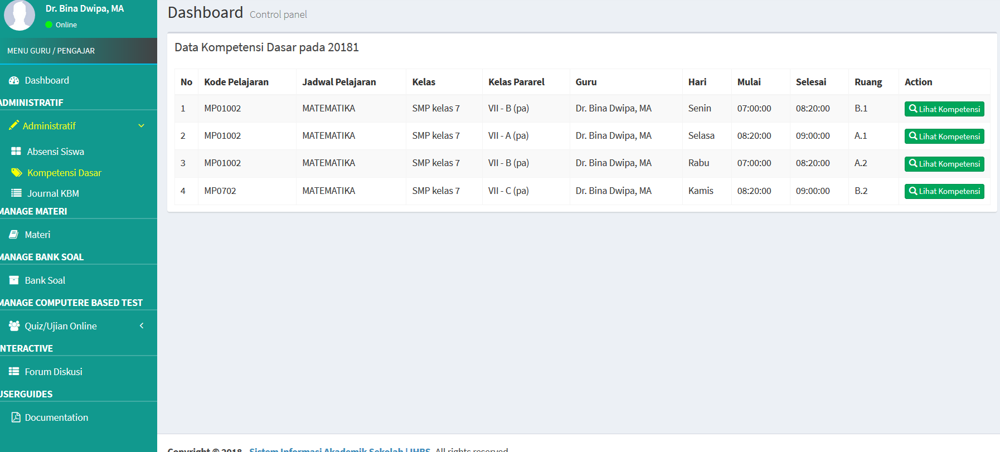 Dr. Bina Dwipa, MA
Online
MENU GURU / PENGAJAR
Dashboard
ADMINISTRATIF
Administratif
Absensi Siswa
Kompetensi Dasar
Journal KBM
MANAGE MATERI
Materi
MANAGE BANK SOAL
Bank Soal
MANAGE COMPUTERE BASED TEST
Quiz/Ujian Online
INTERACTIVE
Forum Diskusi
USERGUIDES
Documentation
Dashboard Control panel
Data Kompetensi Dasar pada 20181
No Kode Pelajaran Jadwal Pelajaran Kelas Kelas Pararel Guru Hari Mulai Selesai Ruang Action
1 MP01002 MATEMATIKA SMP kelas 7 VII - B (pa) Dr. Bina Dwipa, MA Senin 07:00:00 08:20:00 B.1 Lihat Kompetensi
2 MP01002 MATEMATIKA SMP kelas 7 VII - A (pa) Dr. Bina Dwipa, MA Selasa 08:20:00 09:00:00 A.1 Lihat Kompetensi
3 MP01002 MATEMATIKA SMP kelas 7 VII - B (pa) Dr. Bina Dwipa, MA Rabu 07:00:00 08:20:00 A.2 Lihat Kompetensi
4 MP0702 MATEMATIKA SMP kelas 7 VII - C (pa) Dr. Bina Dwipa, MA Kamis 08:20:00 09:00:00 B.2 Lihat Kompetensi
Copyright © 2018 Sistem Informasi Akademik Sekolah | IHBS. All rights reserved